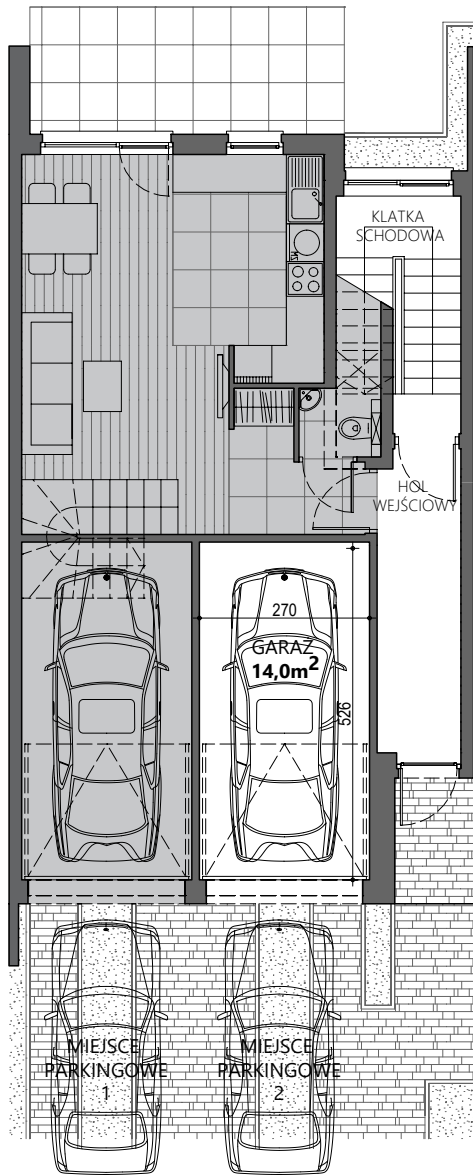 KLATKA
SCHODOWA
HOL
WEJŚCIOWY
270
GARAŻ
14,0m²
526
MIEJSCE
PARKINGOWE
1
MIEJSCE
PARKINGOWE
2